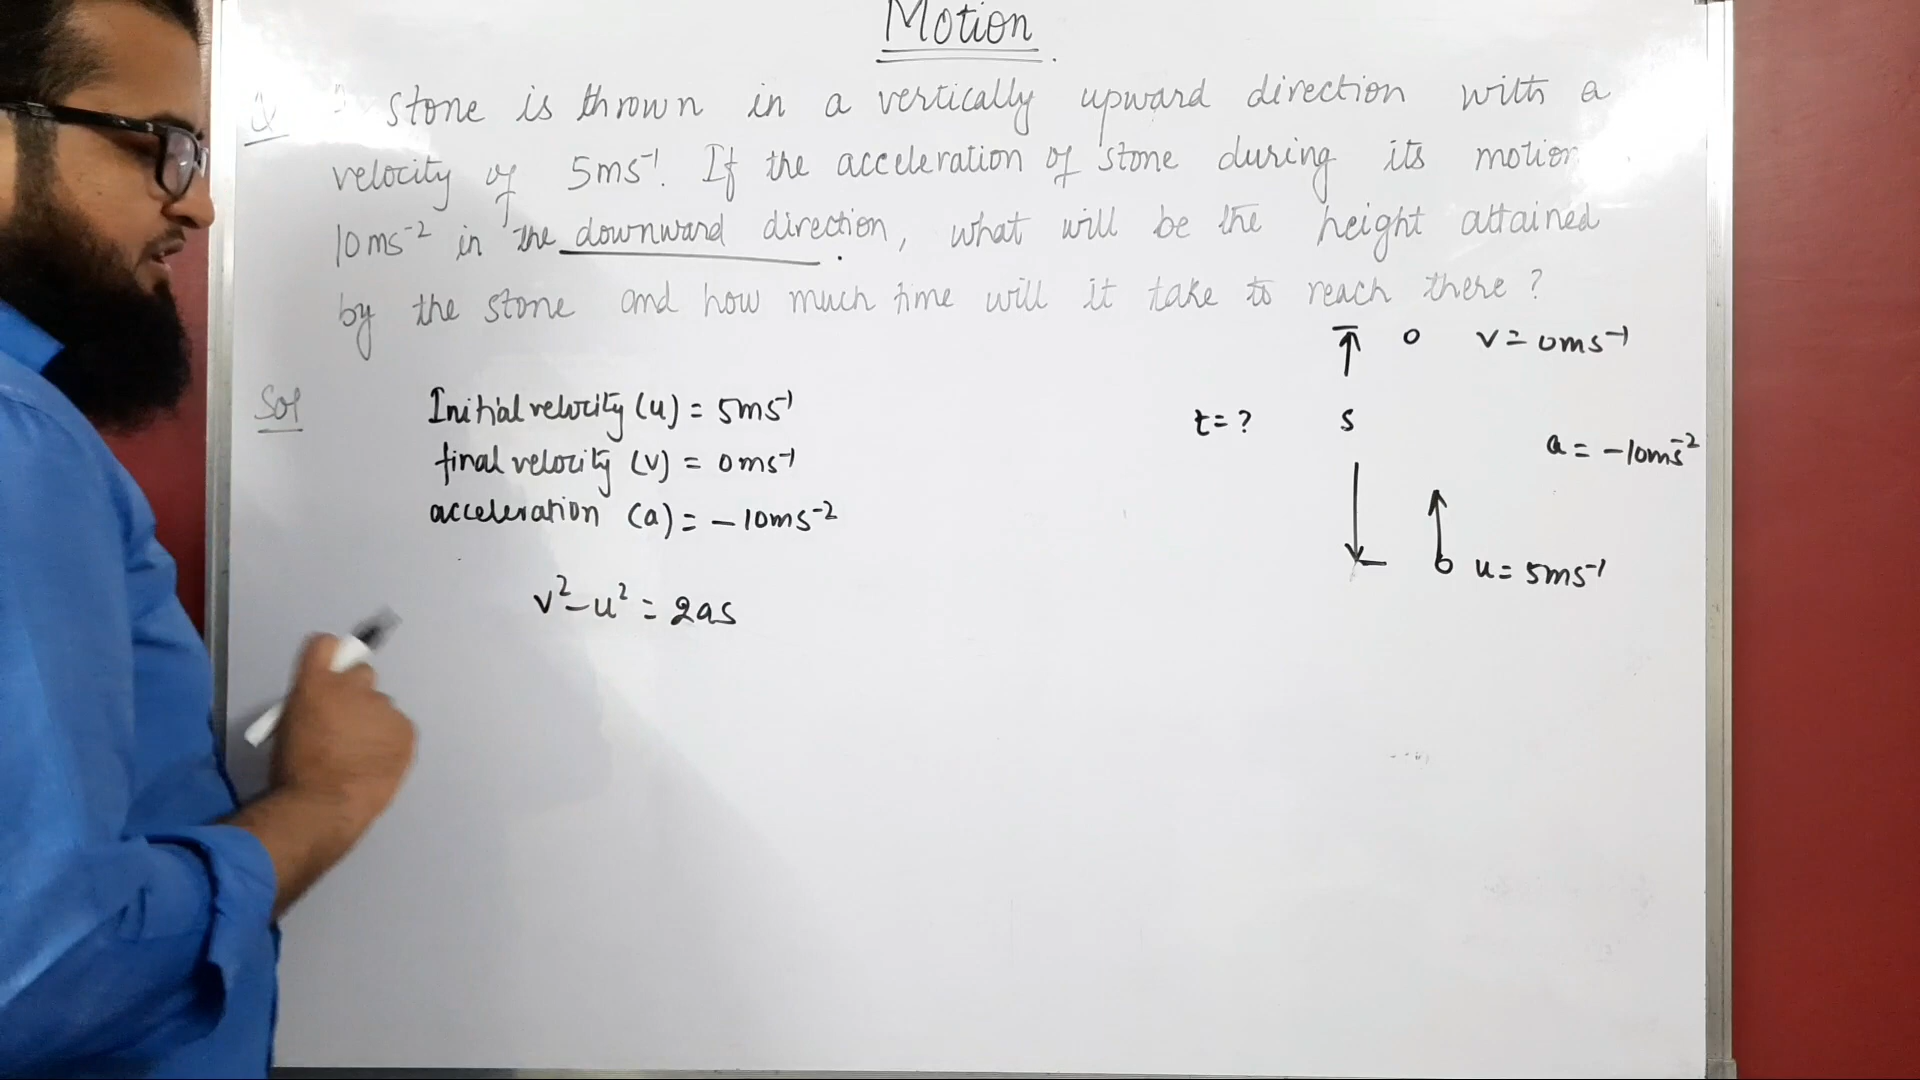 Motion
Q stone is thrown in a vertically upward direction with a
velocity of 5ms⁻¹. If the acceleration of stone during its motion
10ms⁻² in the downward direction, what will be the height attained
by the stone and how much time will it take to reach there?
Sol
Initial velocity (u) = 5ms⁻¹
final velocity (v) = 0ms⁻¹
acceleration (a) = -10ms⁻²
v² - u² = 2as
v = 0ms⁻¹
t = ?
s
a = -10ms⁻²
u = 5ms⁻¹